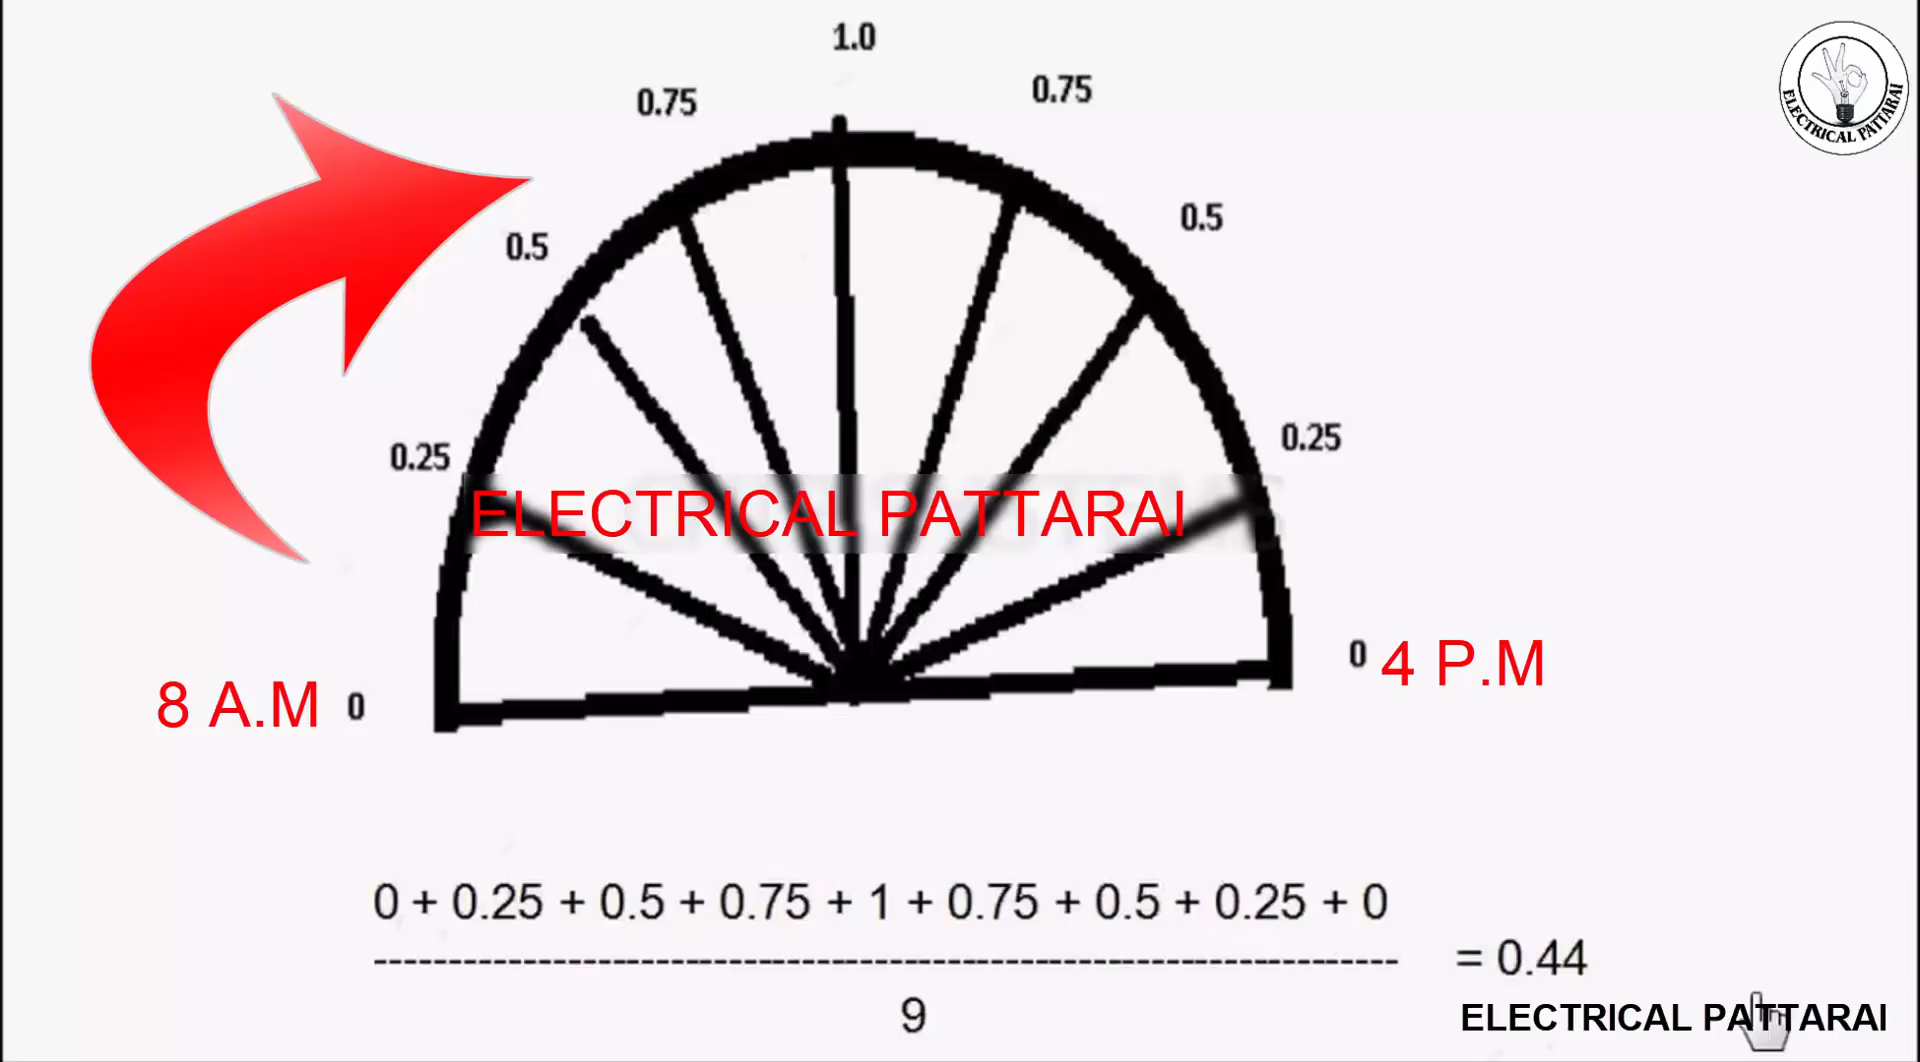 1.0
0.75
0.75
ELECTRICAL PATTARAI
0.5
0.5
0.25
0.25
ELECTRICAL PATTARAI
8 A.M 0
0 4 P.M
0 + 0.25 + 0.5 + 0.75 + 1 + 0.75 + 0.5 + 0.25 + 0
--------------------------------------------------------------------- = 0.44
9
ELECTRICAL PATTARAI